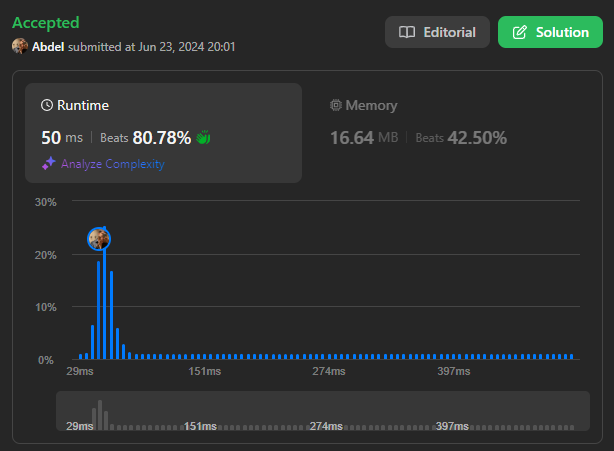 Accepted
Abdel submitted at Jun 23, 2024 20:01
Editorial
Solution
Runtime
50 ms | Beats 80.78%
Analyze Complexity
Memory
16.64 MB | Beats 42.50%
30%
20%
10%
0%
29ms 151ms 274ms 397ms
29ms 151ms 274ms 397ms